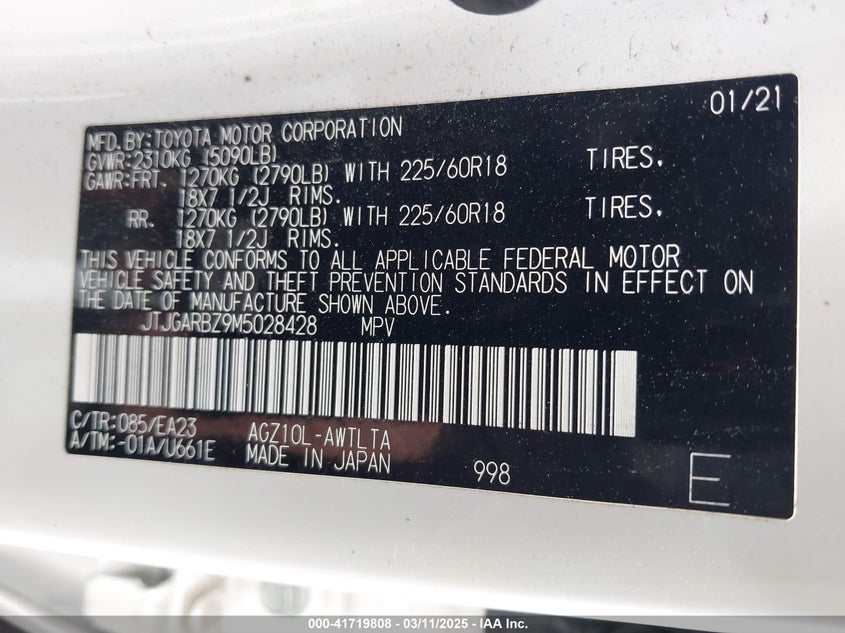 01/21
MFD. BY: TOYOTA MOTOR CORPORATION
GVWR: 2310KG (5090LB)
GAWR: FRT. 1270KG (2790LB) WITH 225/60R18 TIRES,
18X7 1/2J RIMS.
RR. 1270KG (2790LB) WITH 225/60R18 TIRES,
18X7 1/2J RIMS.
THIS VEHICLE CONFORMS TO ALL APPLICABLE FEDERAL MOTOR
VEHICLE SAFETY AND THEFT PREVENTION STANDARDS IN EFFECT ON
THE DATE OF MANUFACTURE SHOWN ABOVE.
JTJGARBZ9M5028428 MPV
C/TR: 085/EA23 AGZ10L-AWTLTA
A/TM: -01A/U661E MADE IN JAPAN 998 E
000-41719808 - 03/11/2025 - IAA Inc.